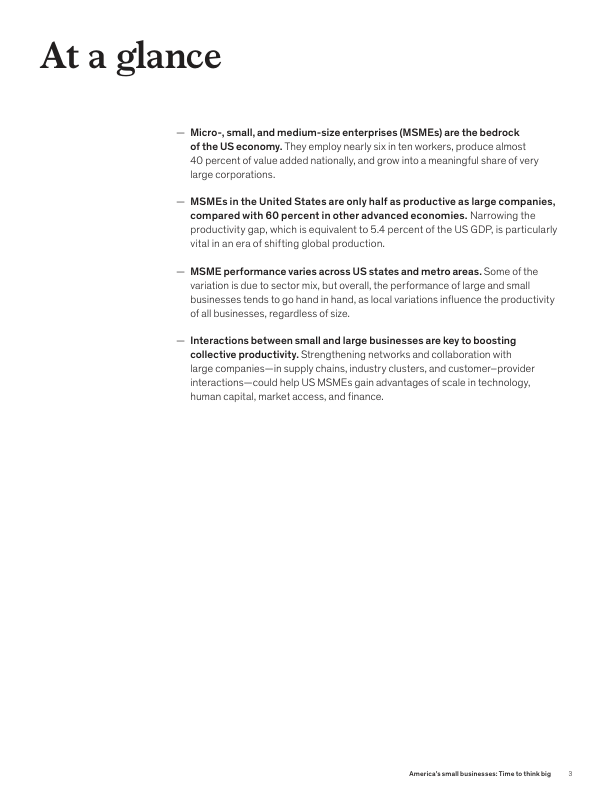 At a glance
— Micro-, small, and medium-size enterprises (MSMEs) are the bedrock
of the US economy. They employ nearly six in ten workers, produce almost
40 percent of value added nationally, and grow into a meaningful share of very
large corporations.
— MSMEs in the United States are only half as productive as large companies,
compared with 60 percent in other advanced economies. Narrowing the
productivity gap, which is equivalent to 5.4 percent of the US GDP, is particularly
vital in an era of shifting global production.
— MSME performance varies across US states and metro areas. Some of the
variation is due to sector mix, but overall, the performance of large and small
businesses tends to go hand in hand, as local variations influence the productivity
of all businesses, regardless of size.
— Interactions between small and large businesses are key to boosting
collective productivity. Strengthening networks and collaboration with
large companies—in supply chains, industry clusters, and customer–provider
interactions—could help US MSMEs gain advantages of scale in technology,
human capital, market access, and finance.
America's small businesses: Time to think big 3